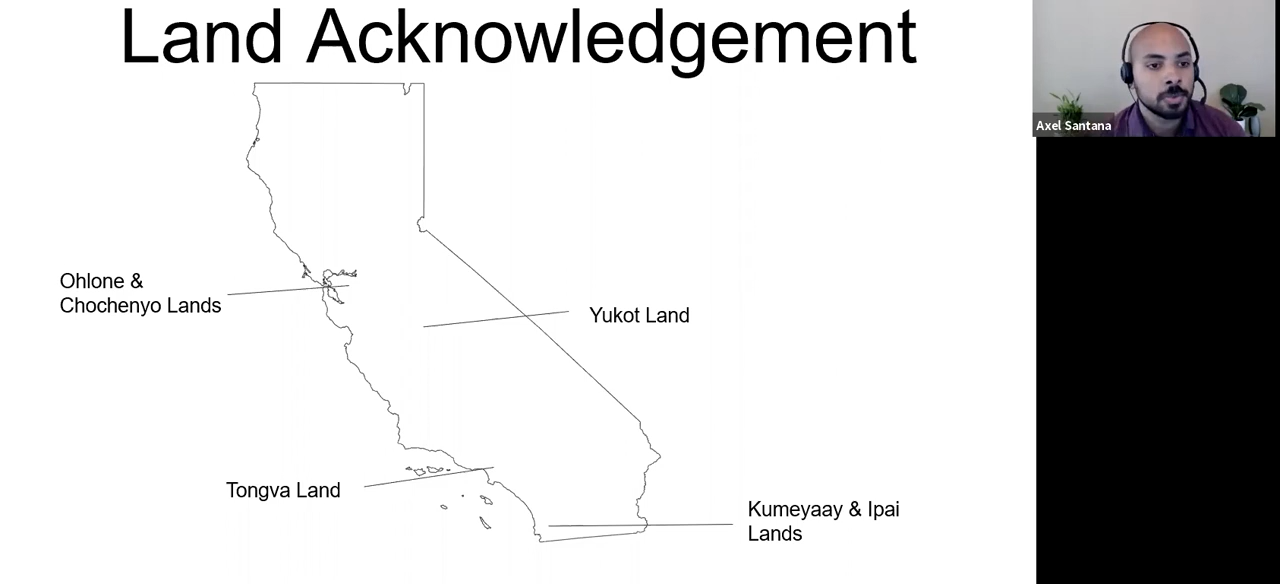 Land Acknowledgement
Axel Santana
Ohlone &
Chochenyo Lands
Yukot Land
Tongva Land
Kumeyaay & Ipai
Lands